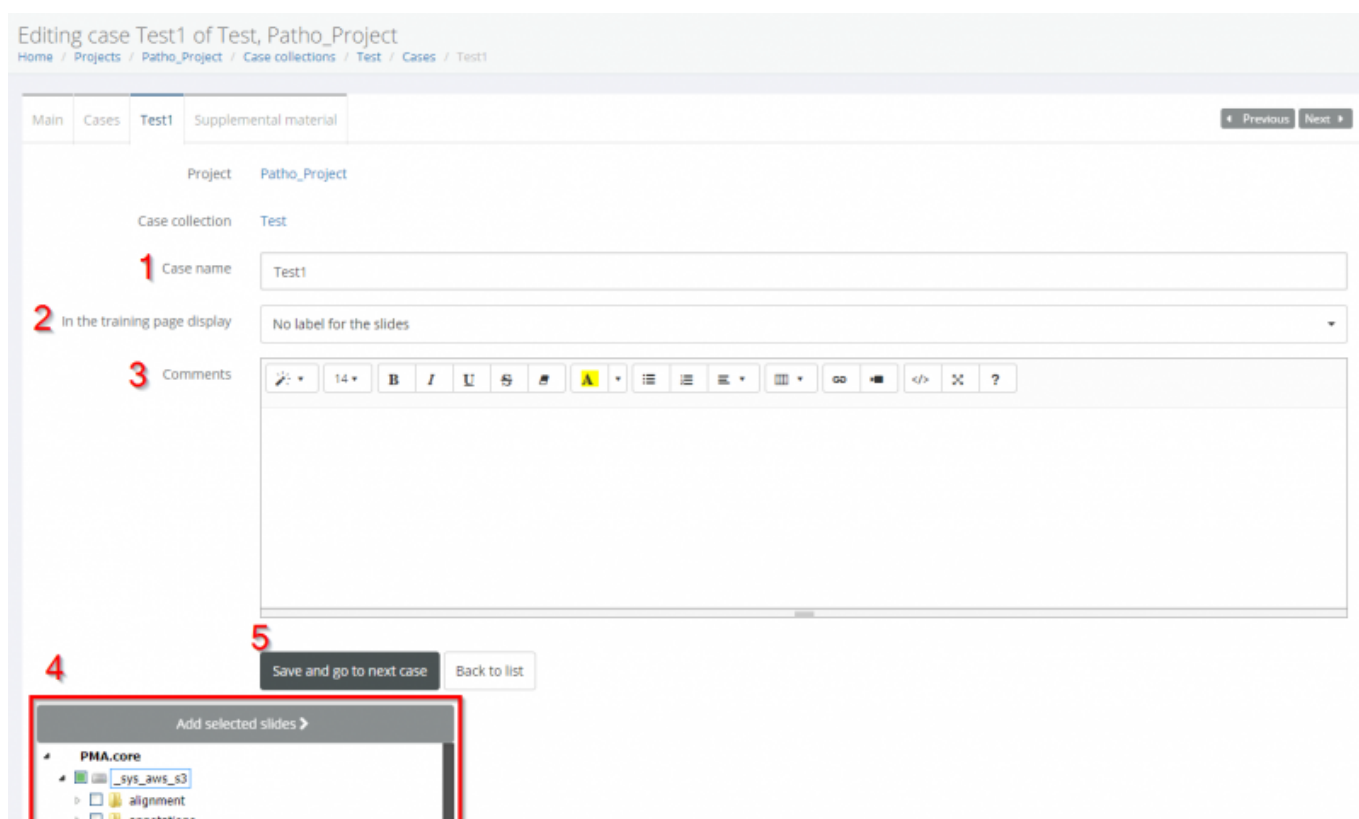 Editing case Test1 of Test, Patho_Project
Home / Projects / Patho_Project / Case collections / Test / Cases / Test1
Main Cases Test1 Supplemental material Previous Next
Project Patho_Project
Case collection Test
1 Case name Test1
2 In the training page display No label for the slides
3 Comments 14 B I U S A </> ?
5
4 Save and go to next case Back to list
Add selected slides
PMA.core
_sys_aws_s3
alignment